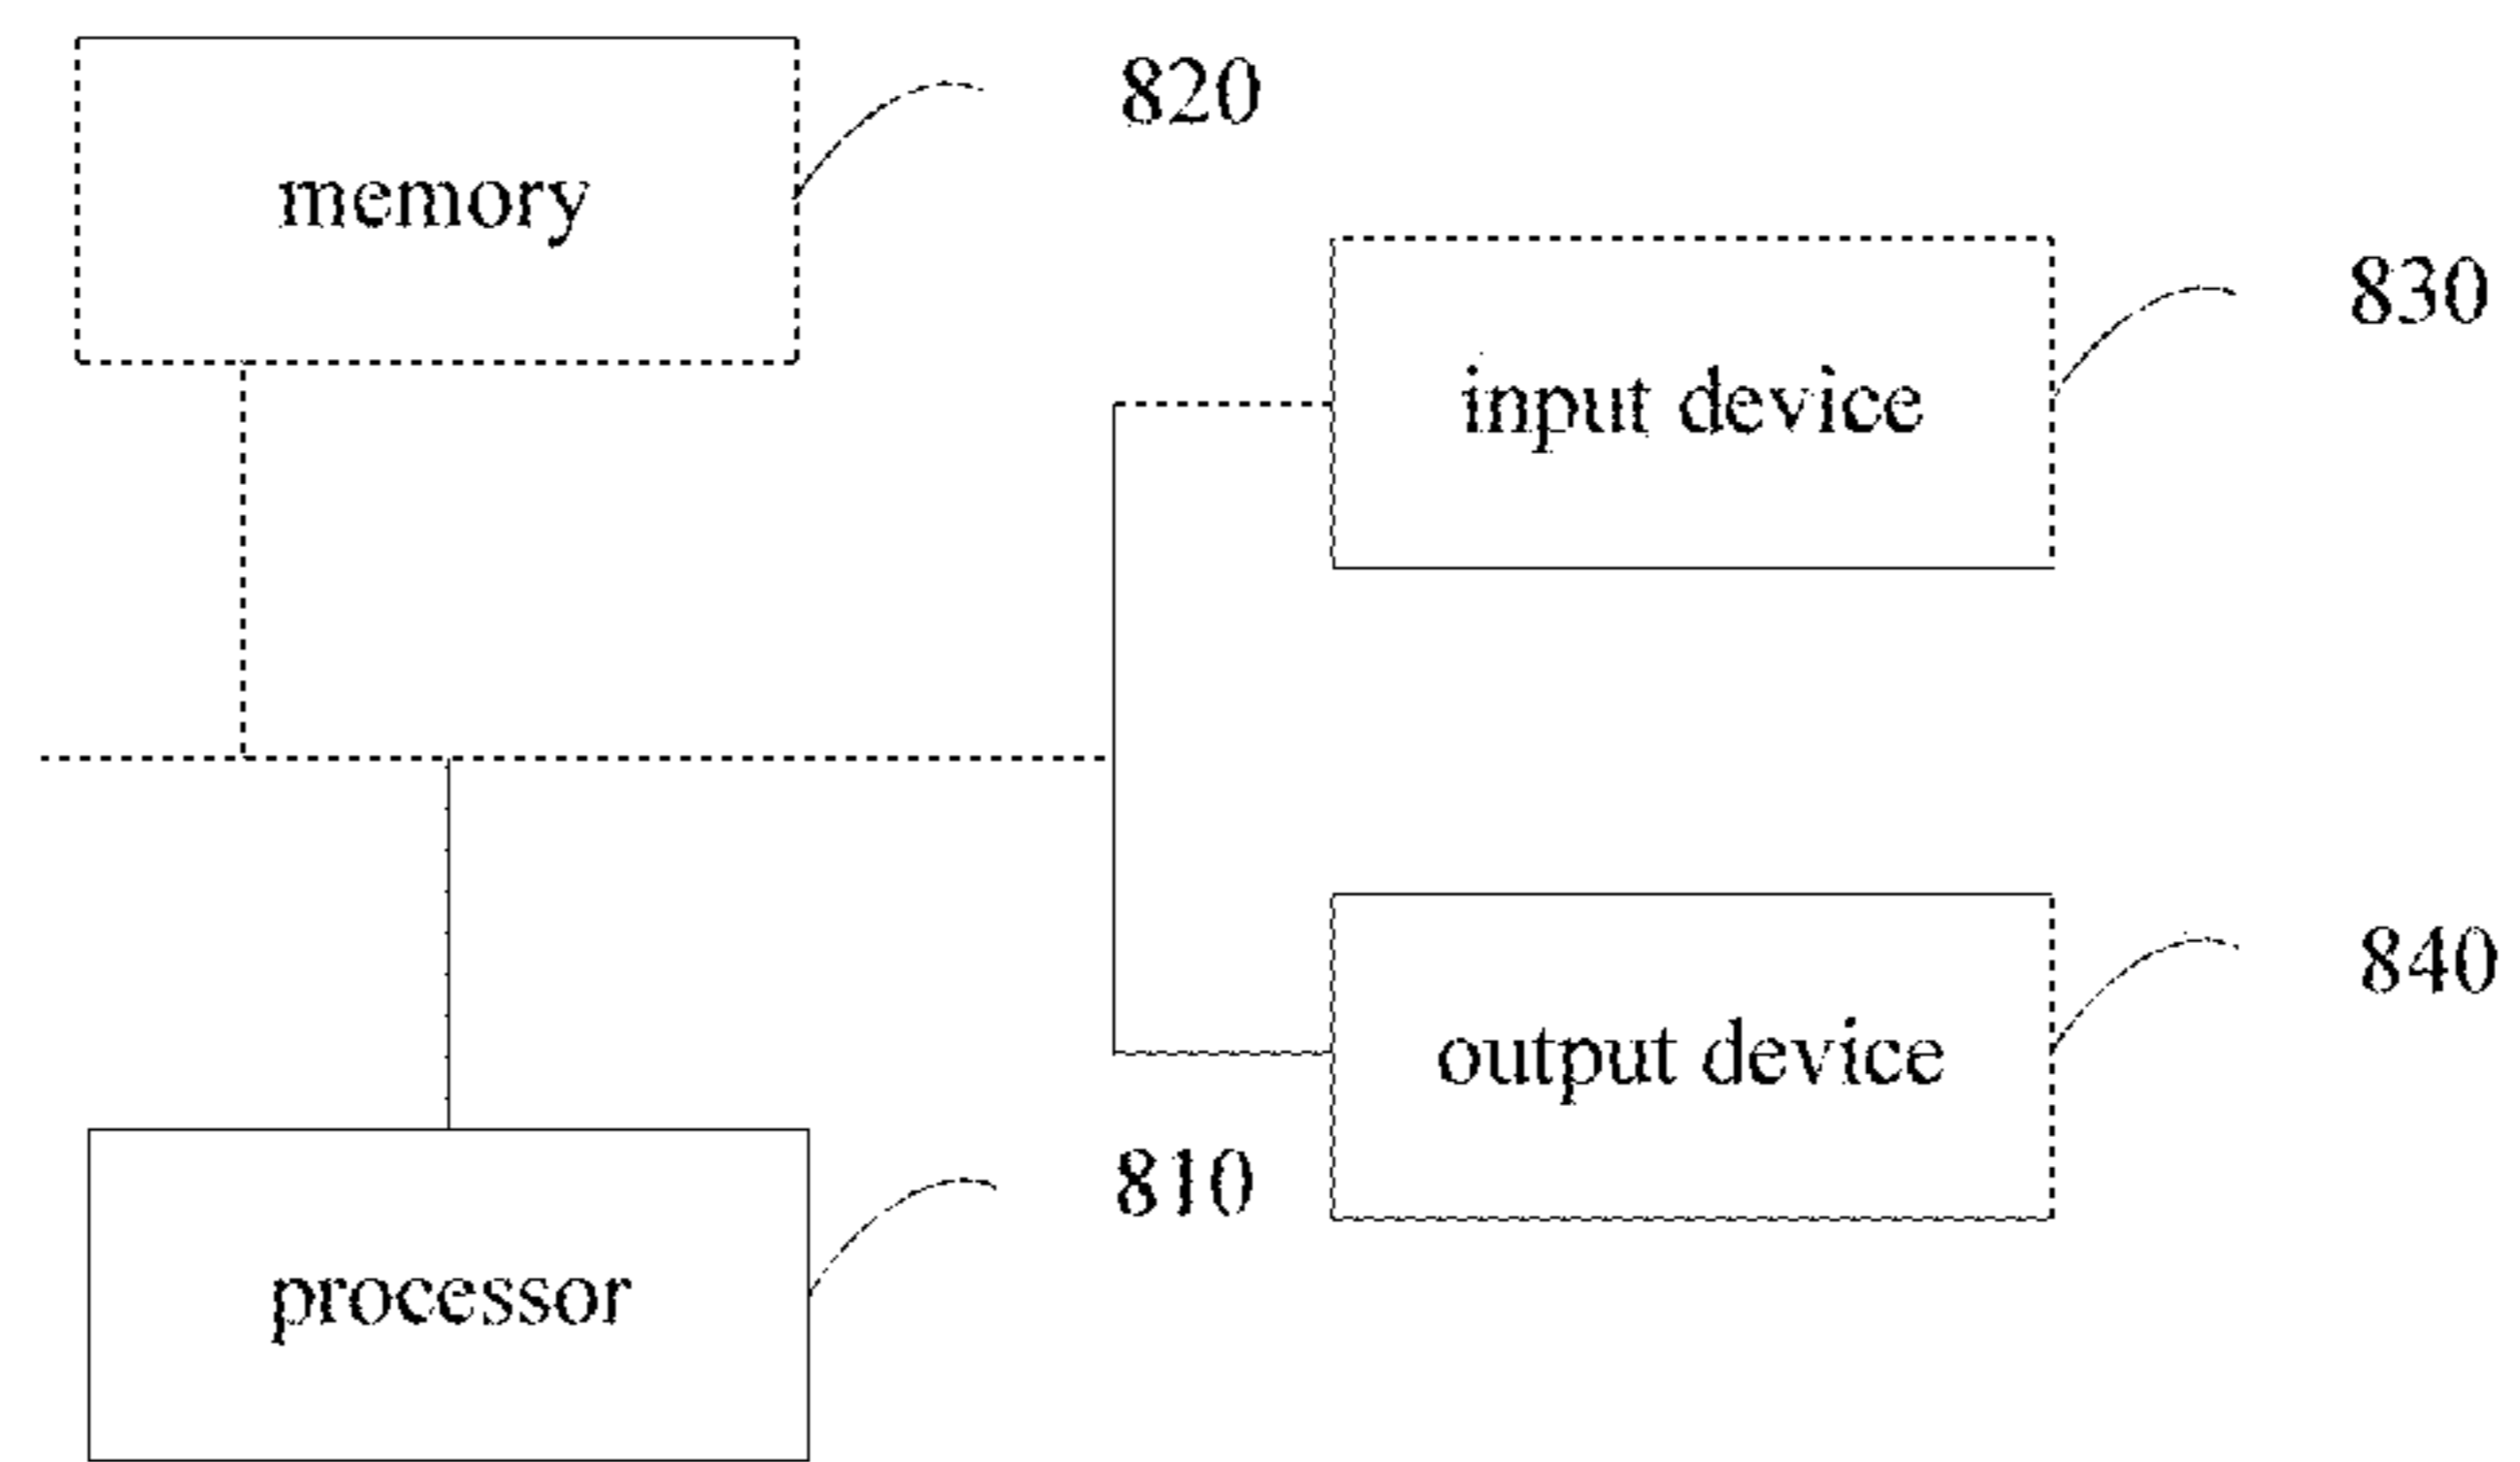 memory
820
input device
830
output device
840
processor
810